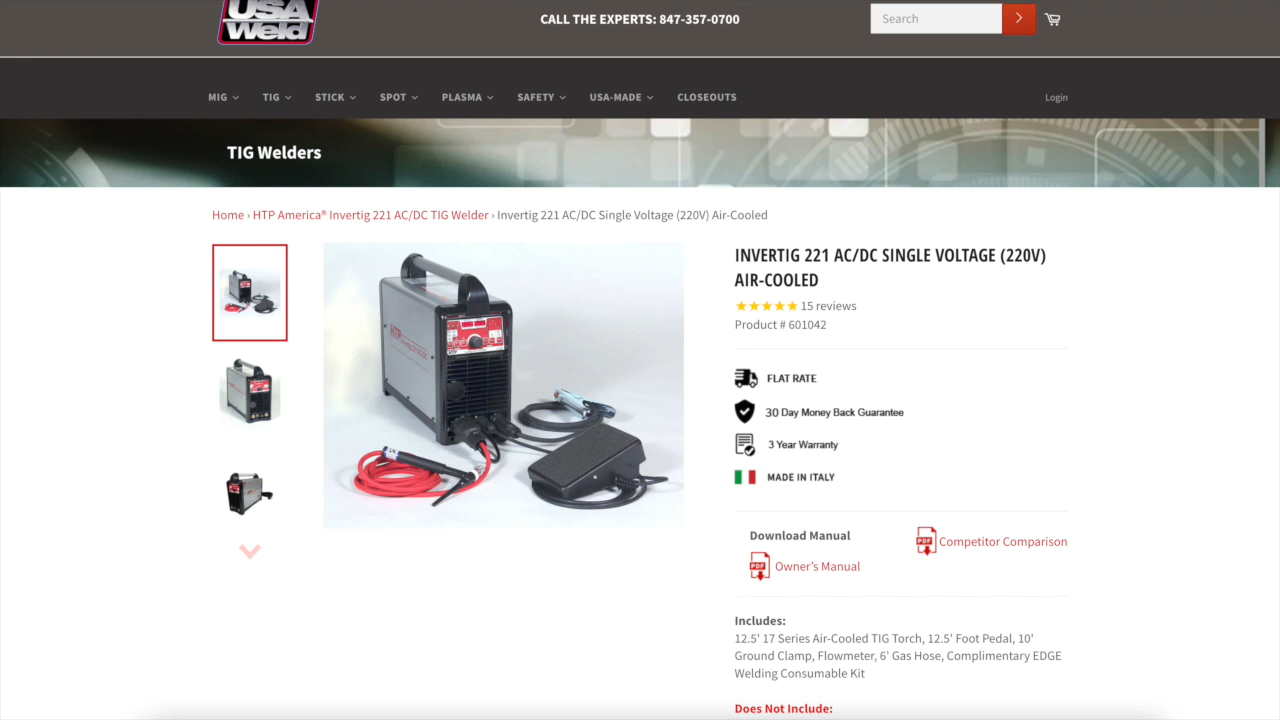 USA
Weld
CALL THE EXPERTS: 847-357-0700
Search
MIG TIG STICK SPOT PLASMA SAFETY USA-MADE CLOSEOUTS Login
TIG Welders
Home › HTP America® Invertig 221 AC/DC TIG Welder › Invertig 221 AC/DC Single Voltage (220V) Air-Cooled
INVERTIG 221 AC/DC SINGLE VOLTAGE (220V)
AIR-COOLED
15 reviews
Product # 601042
FLAT RATE
30 Day Money Back Guarantee
3 Year Warranty
MADE IN ITALY
Download Manual
PDF Competitor Comparison
PDF Owner's Manual
Includes:
12.5' 17 Series Air-Cooled TIG Torch, 12.5' Foot Pedal, 10'
Ground Clamp, Flowmeter, 6' Gas Hose, Complimentary EDGE
Welding Consumable Kit
Does Not Include:
HTP
HTP